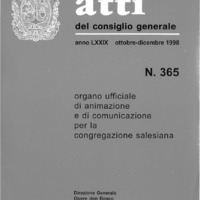 atti
del consiglio generale
anno LXXIX ottobre-dicembre 1998
N. 365
organo ufficiale
di animazione
e di comunicazione
per la
congregazione salesiana
Direzione Generale
Opere Don Bosco